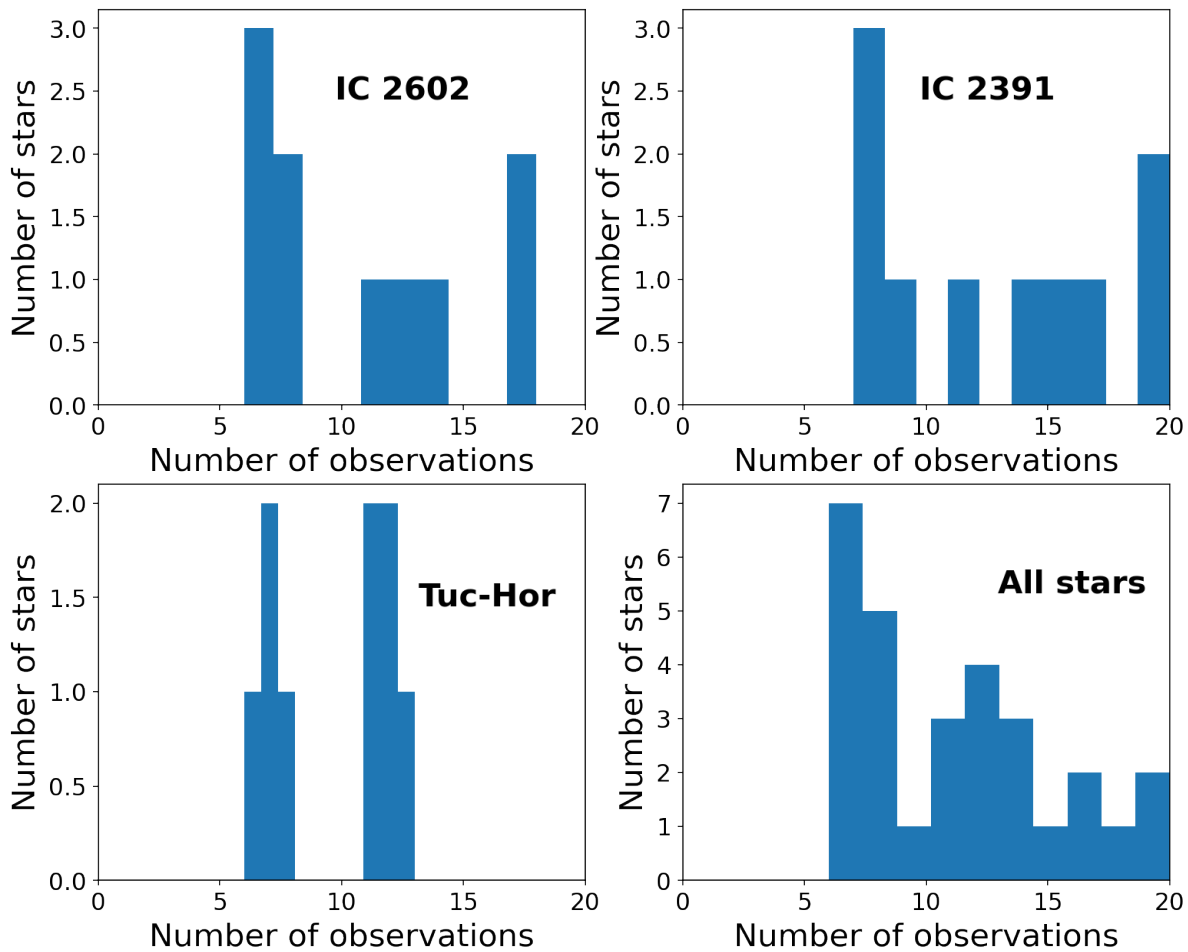 3.0
2.5
2.0
1.5
1.0
0.5
0.0
Number of stars
IC 2602
0 5 10 15 20
Number of observations
3.0
2.5
2.0
1.5
1.0
0.5
0.0
Number of stars
IC 2391
0 5 10 15 20
Number of observations
2.0
1.5
1.0
0.5
0.0
Number of stars
Tuc-Hor
0 5 10 15 20
Number of observations
7
6
5
4
3
2
1
0
Number of stars
All stars
0 5 10 15 20
Number of observations